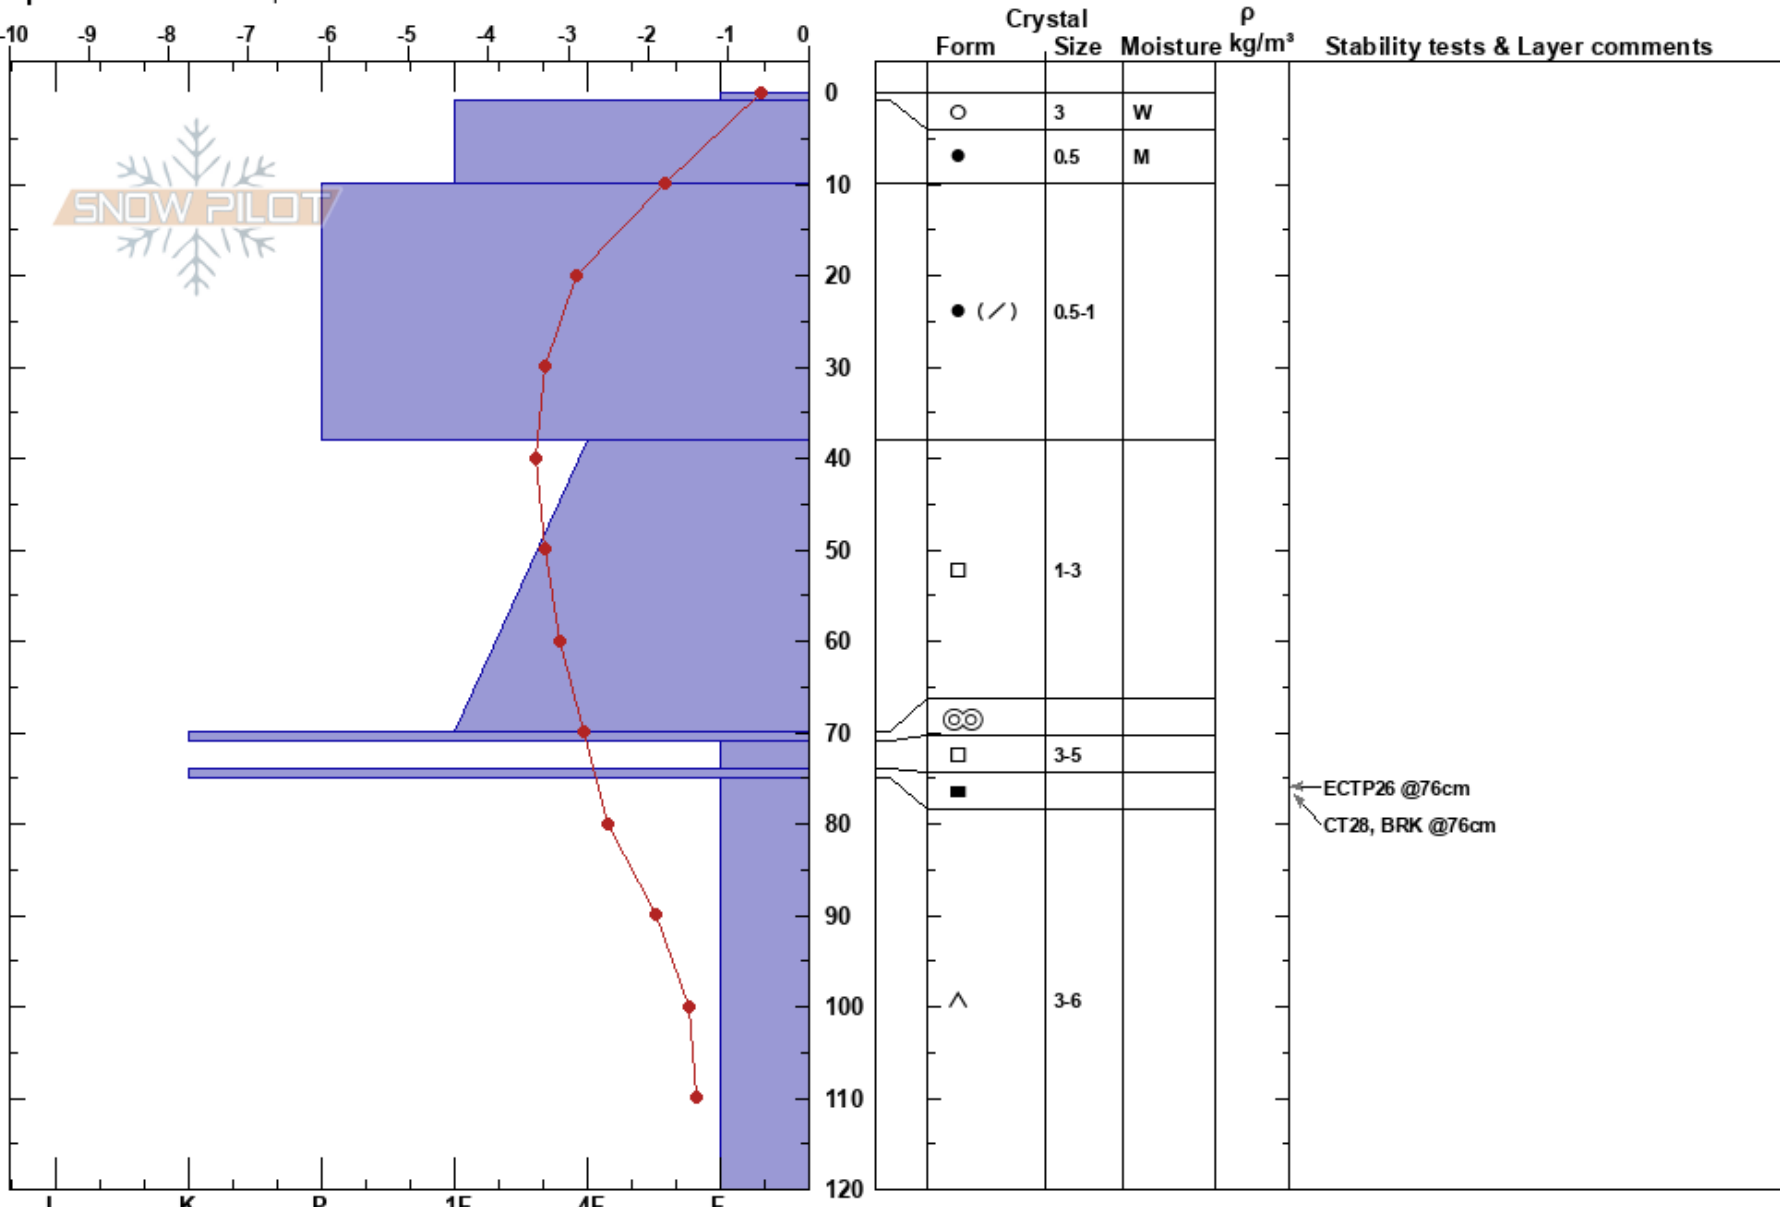 Crystal ρ
-10 -9 -8 -7 -6 -5 -4 -3 -2 -1 0
Form Size Moisture kg/m³ Stability tests & Layer comments
0
3 W
SNOW PILOT
0.5 M
10
20
0.5-1
30
40
50
1-3
60
70
3-5
ECTP26 @76cm
80
CT28, BRK @76cm
90
100
3-6
110
120
I K P 1F 4F F